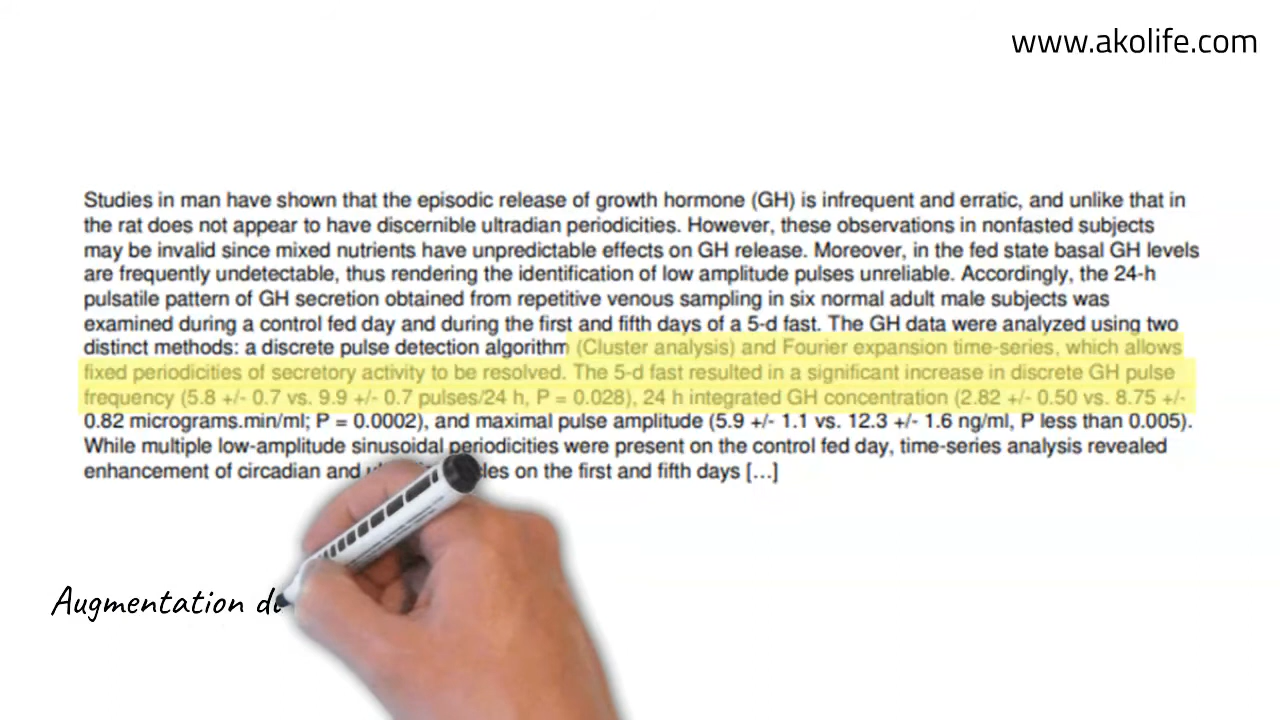 www.akolife.com
Studies in man have shown that the episodic release of growth hormone (GH) is infrequent and erratic, and unlike that in
the rat does not appear to have discernible ultradian periodicities. However, these observations in nonfasted subjects
may be invalid since mixed nutrients have unpredictable effects on GH release. Moreover, in the fed state basal GH levels
are frequently undetectable, thus rendering the identification of low amplitude pulses unreliable. Accordingly, the 24-h
pulsatile pattern of GH secretion obtained from repetitive venous sampling in six normal adult male subjects was
examined during a control fed day and during the first and fifth days of a 5-d fast. The GH data were analyzed using two
distinct methods: a discrete pulse detection algorithm (Cluster analysis) and Fourier expansion time-series, which allows
fixed periodicities of secretory activity to be resolved. The 5-d fast resulted in a significant increase in discrete GH pulse
frequency (5.8 +/- 0.7 vs. 9.9 +/- 0.7 pulses/24 h, P = 0.028), 24 h integrated GH concentration (2.82 +/- 0.50 vs. 8.75 +/-
0.82 micrograms.min/ml; P = 0.0002), and maximal pulse amplitude (5.9 +/- 1.1 vs. 12.3 +/- 1.6 ng/ml, P less than 0.005).
While multiple low-amplitude sinusoidal periodicities were present on the control fed day, time-series analysis revealed
enhancement of circadian and les on the first and fifth days [...]
Augmentation du